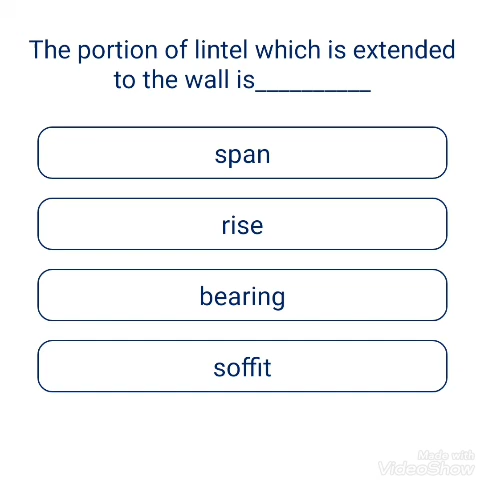 The portion of lintel which is extended
to the wall is__________
span
rise
bearing
soffit
Made with
VideoShow